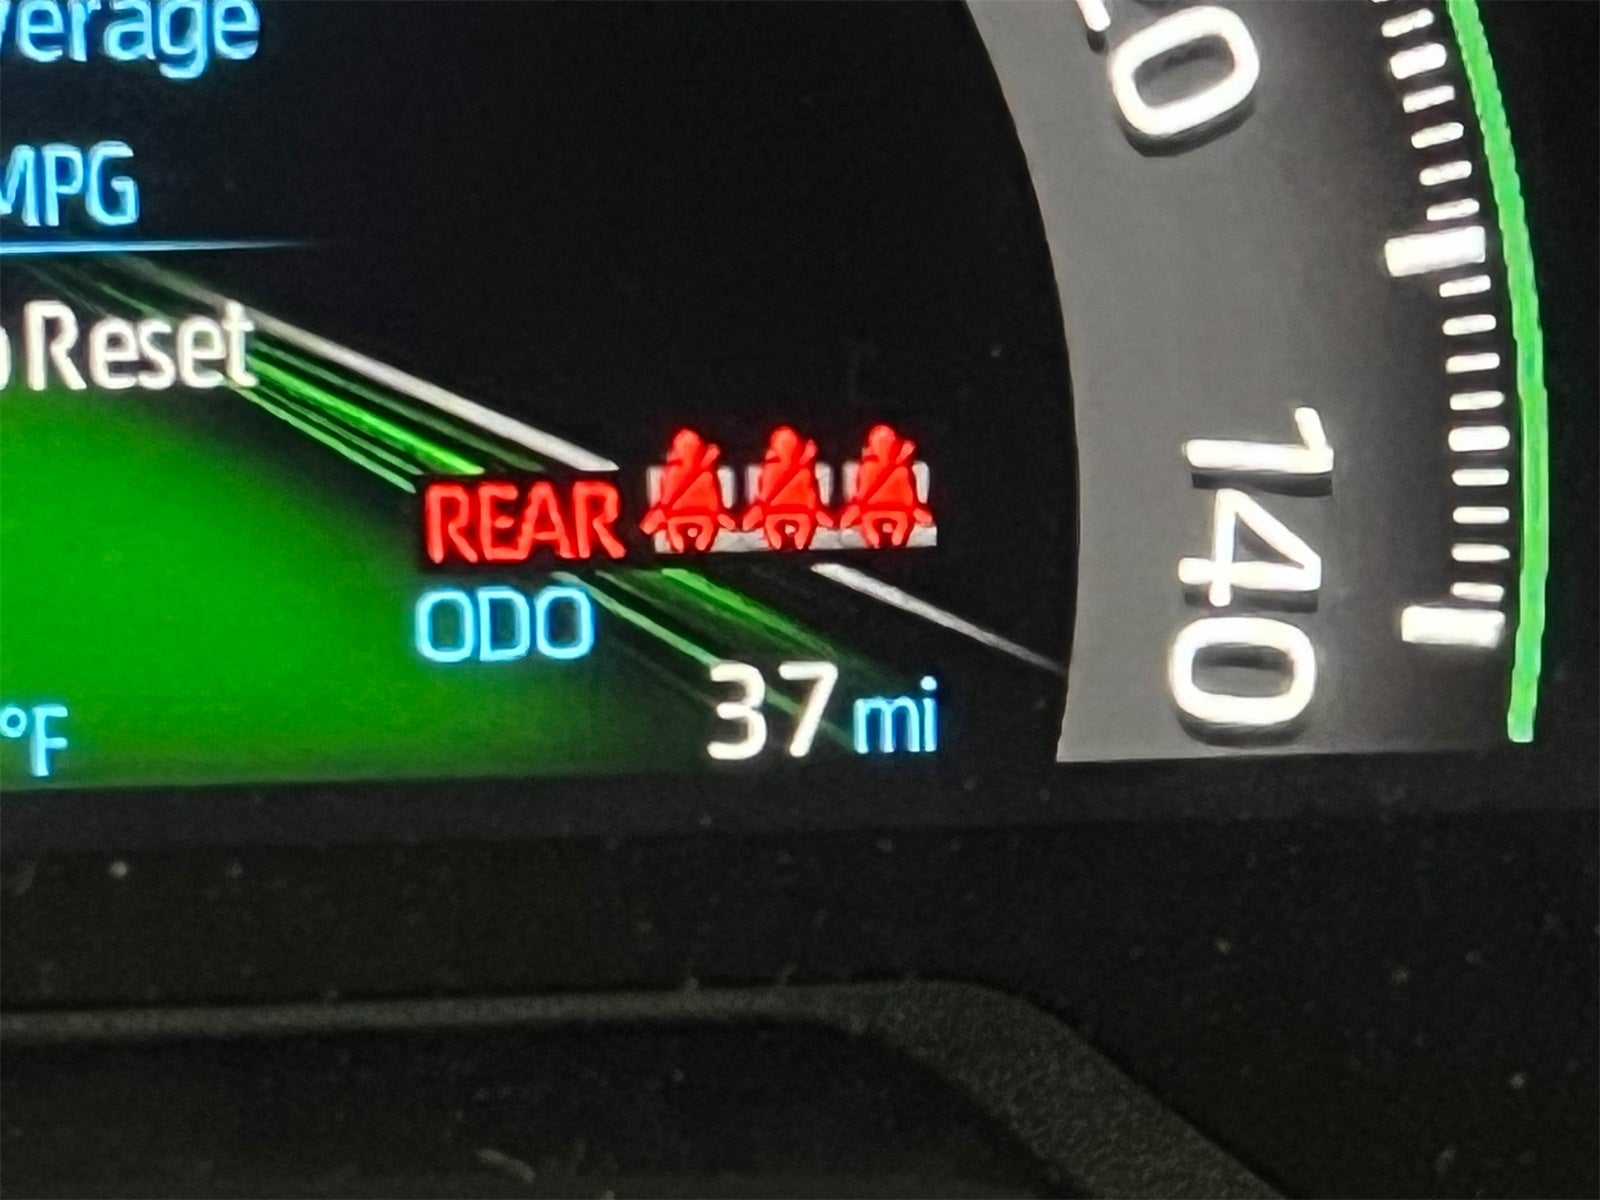 verage
MPG
Reset
REAR
ODO
37 mi
°F
140